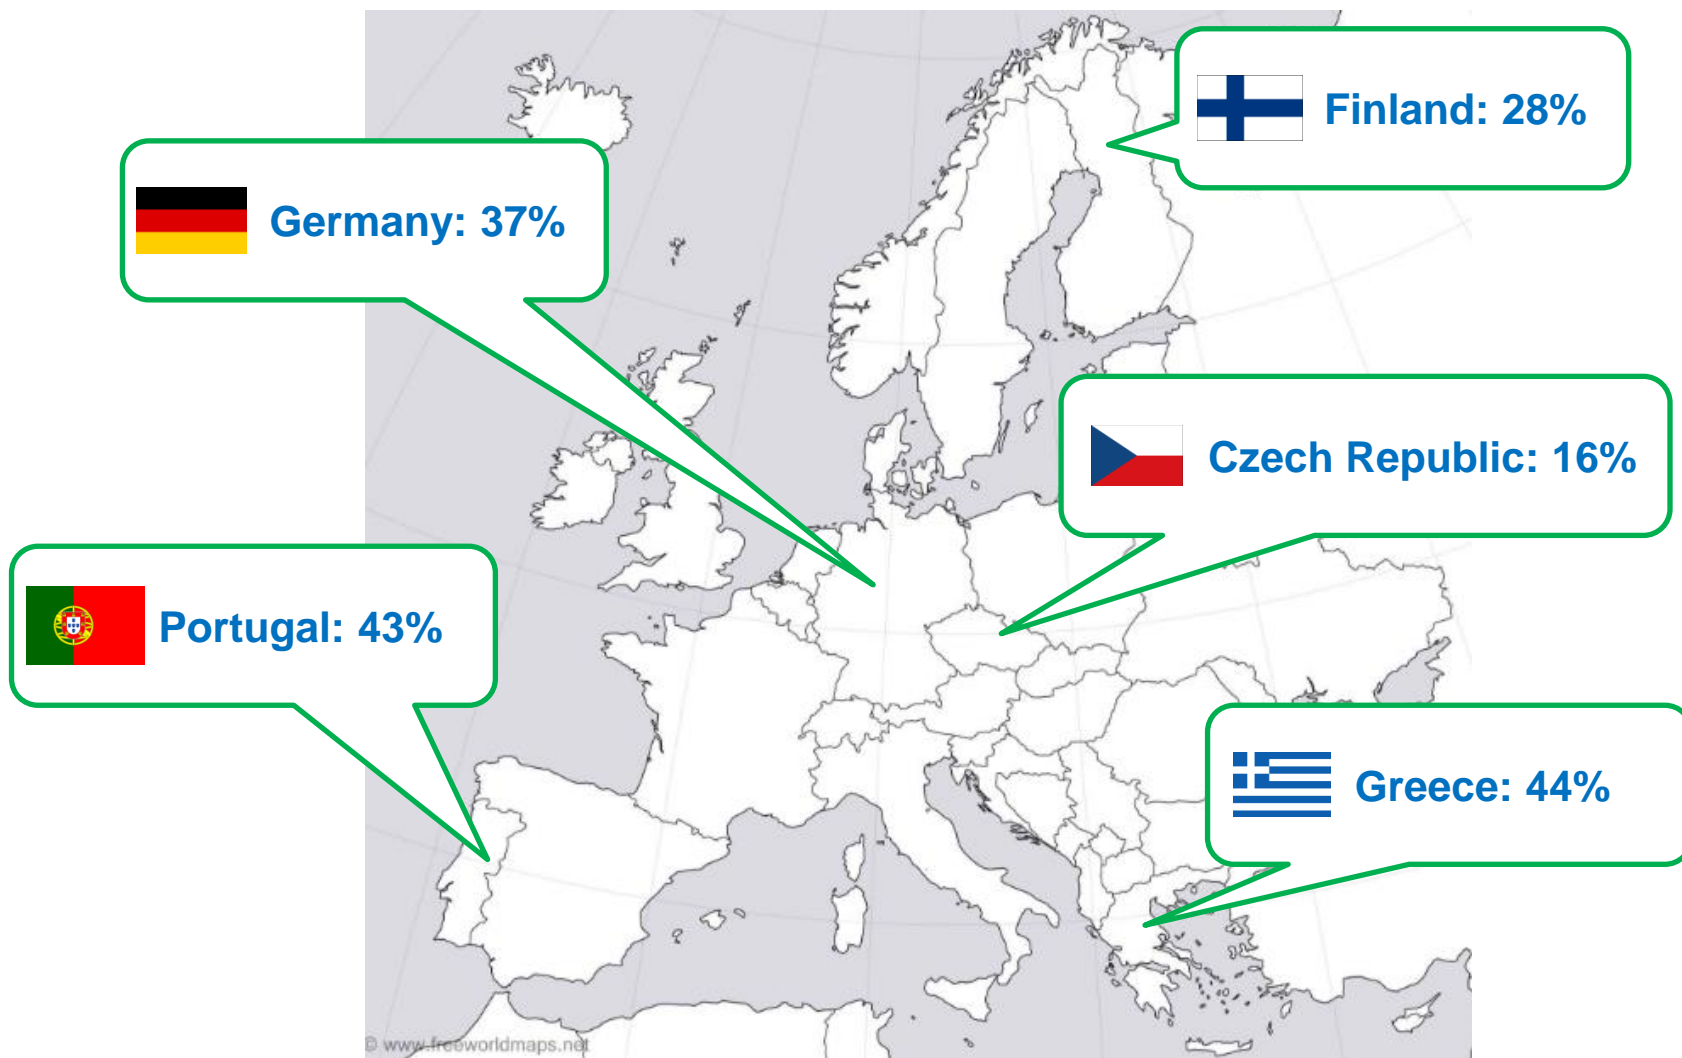 Finland: 28%
Germany: 37%
Czech Republic: 16%
Portugal: 43%
Greece: 44%
© www.freeworldmaps.net